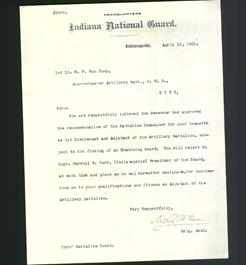 HEADQUARTERS
Indiana National Guard.
Indianapolis, April 15, 1901.
1st Lt. H. F. Van Camp,
Quartermaster Artillery Batt., I. N. G.,
CITY,
Sir:-
You are respectfully informed the Governor has approved
the recommendation of the Battalion Commander for your transfer
as 1st Lieutenant and Adjutant of the Artillery Battalion, sub-
ject to the finding of an Examining Board. You will report to
Capt. Carroll B. Carr (Indianapolis) President of the Board,
at such time and place as he may hereafter designate, for examina-
tion as to your qualifications and fitness as Adjutant of the
Artillery Battalion.
Very Respectfully,
Brig. Genl.
Thro' Battalion Comdr.